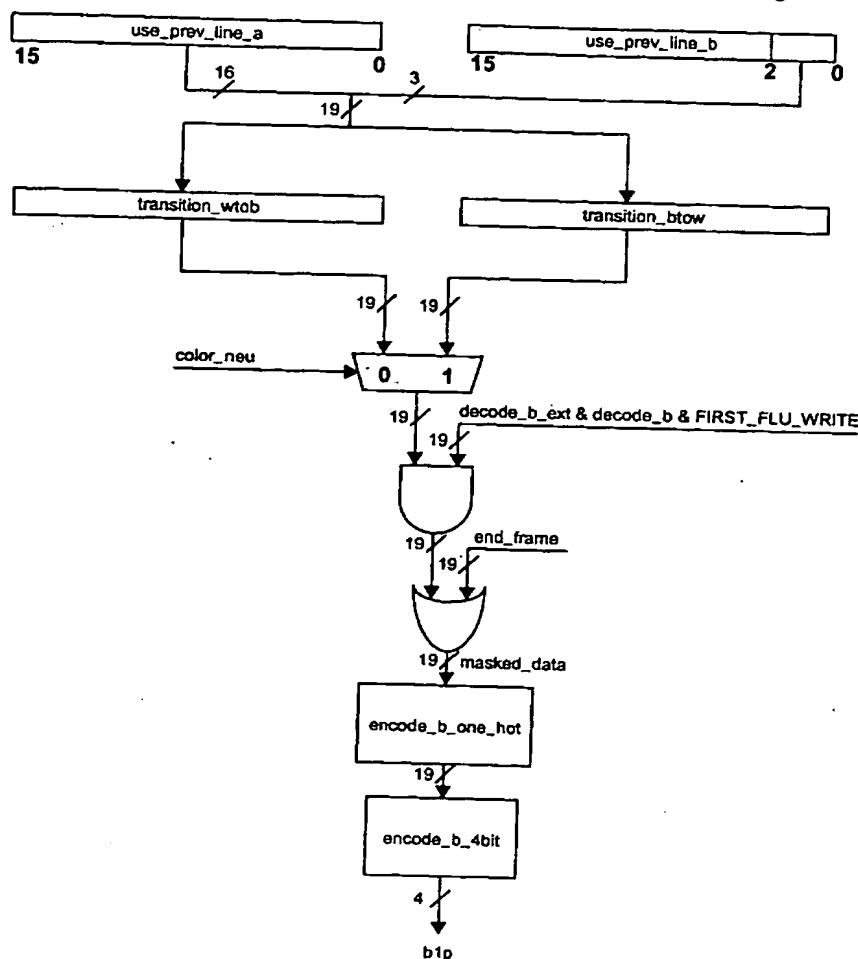 use_prev_line_a
use_prev_line_b
15
0
15
2
0
16
3
19
transition_wtob
transition_btow
19
19
color_neu
0
1
19
decode_b_ext & decode_b & FIRST_FLU_WRITE
19
19
end_frame
19
19
masked_data
encode_b_one_hot
19
encode_b_4bit
4
b1p